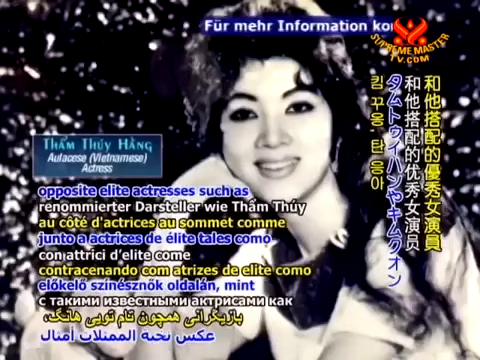 Für mehr Information kon
SUPREME MASTER
TV.COM
THẨM THÚY HẰNG
Aulacese (Vietnamese)
Actress
opposite elite actresses such as
renommierter Darsteller wie Thẩm Thúy
au côté d'actrices au sommet comme
junto a actrices de élite tales como
con attrici d'elite come
contracenando com atrizes de elite como
előkelő színésznők oldalán, mint
с такими известными актрисами как
بازیگرانی همچون تام تویی هانگ،
عكس نخبة الممثلات أمثال
和他搭配的優秀女演員
和他搭配的优秀女演员
タムトゥイハンやキムクオン
킴 꾸옹 탄 응아